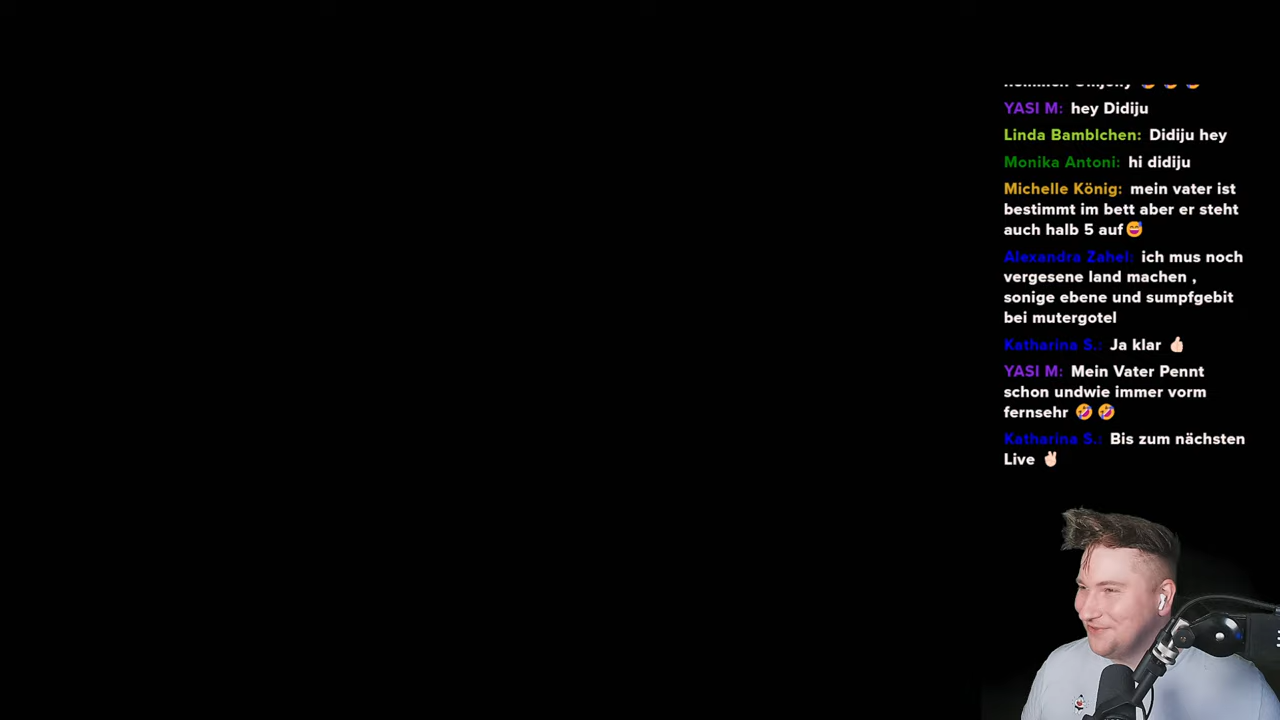 YASI M: hey Didiju
Linda Bamblchen: Didiju hey
Monika Antoni: hi didiju
Michelle König: mein vater ist
bestimmt im bett aber er steht
auch halb 5 auf😅
Alexandra Zahel: ich mus noch
vergesene land machen ,
sonige ebene und sumpfgebit
bei mutergotel
Katharina S.: Ja klar 👍🏻
YASI M: Mein Vater Pennt
schon undwie immer vorm
fernsehr 🤣 🤣
Katharina S.: Bis zum nächsten
Live ✌🏻